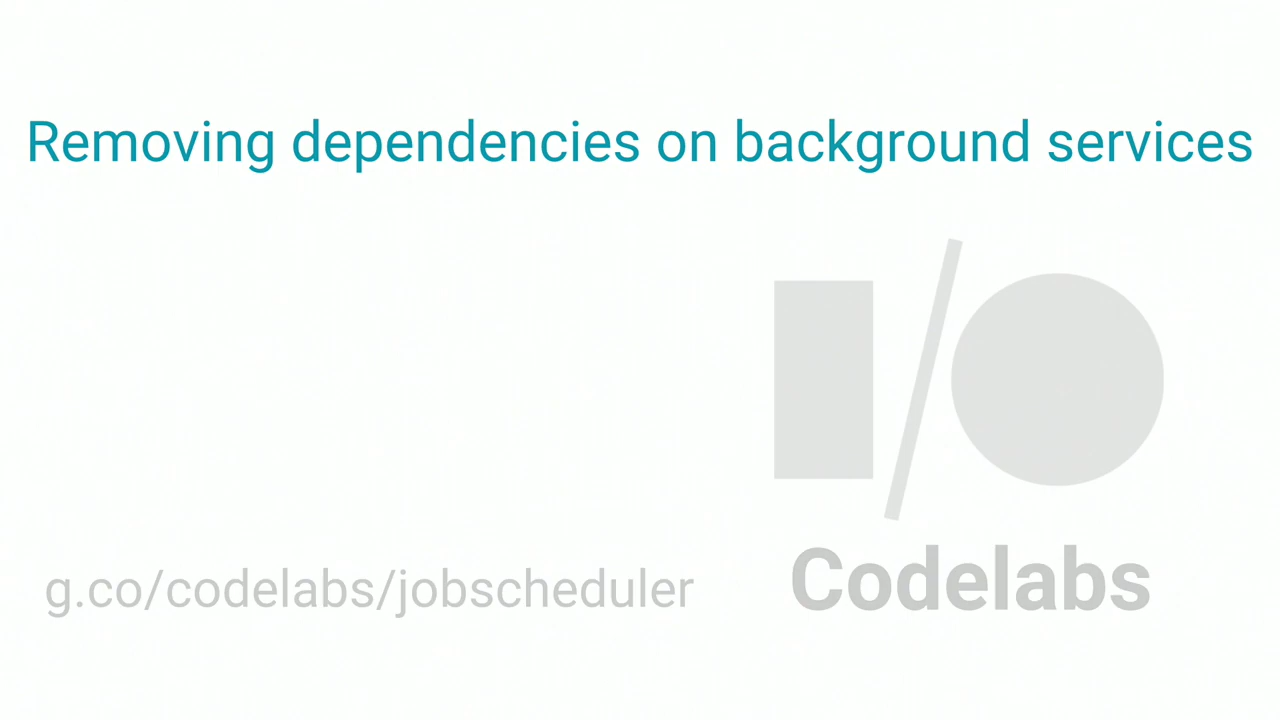 Removing dependencies on background services
I/O
g.co/codelabs/jobscheduler
Codelabs